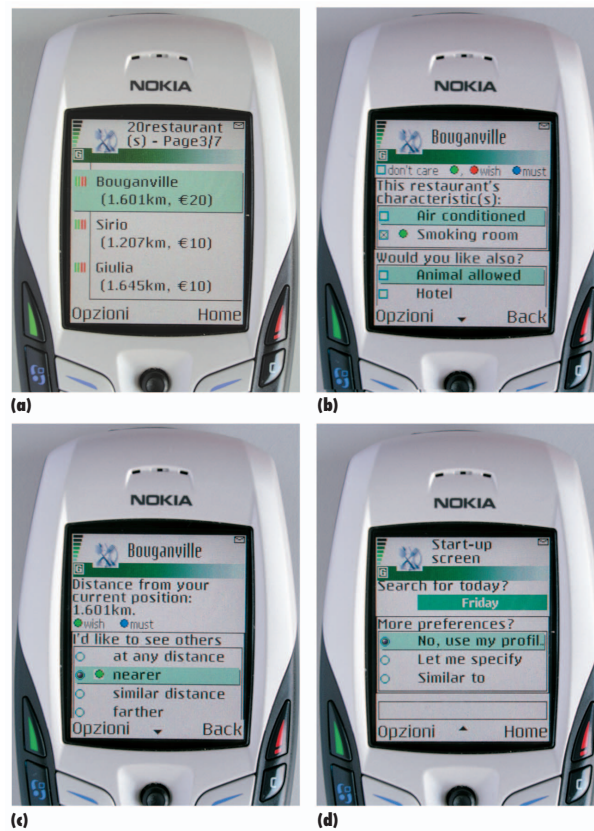 NOKIA
20restaurant
(s) - Page3/7
G
Bouganville
(1.601km, €20)
Sirio
(1.207km, €10)
Giulia
(1.645km, €10)
Opzioni Home
(a)
NOKIA
Bouganville
G
don't care , wish must
This restaurant's
characteristic(s):
Air conditioned
Smoking room
Would you like also?
Animal allowed
Hotel
Opzioni Back
(b)
NOKIA
Bouganville
G
Distance from your
current position:
1.601km.
wish must
I'd like to see others
at any distance
nearer
similar distance
farther
Opzioni Back
(c)
NOKIA
Start-up
screen
G
Search for today?
Friday
More preferences?
No, use my profil.
Let me specify
Similar to
Opzioni Home
(d)